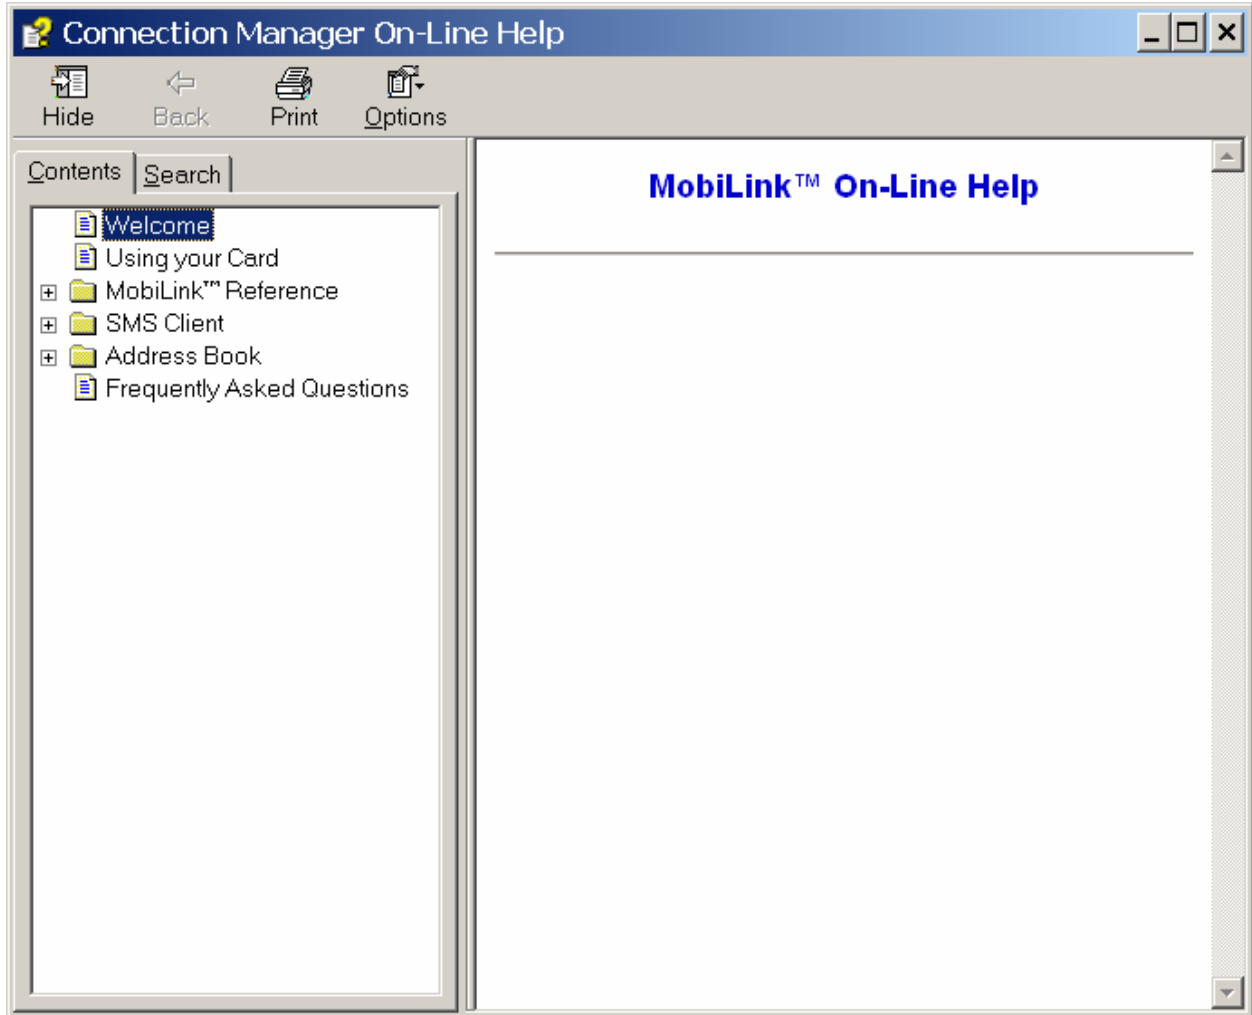 Connection Manager On-Line Help
Hide Back Print Options
Contents Search
Welcome
Using your Card
MobiLink™ Reference
SMS Client
Address Book
Frequently Asked Questions
MobiLink™ On-Line Help